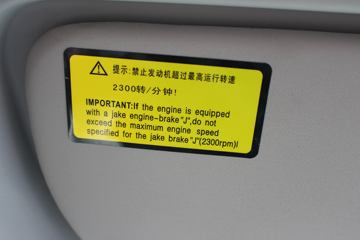 提示:禁止发动机超过最高运行转速
2300转/分钟!
IMPORTANT:If the engine is equipped
with a jake engine-brake"J",do not
exceed the maximum engine speed
specified for the jake brake"J"(2300rpm)!